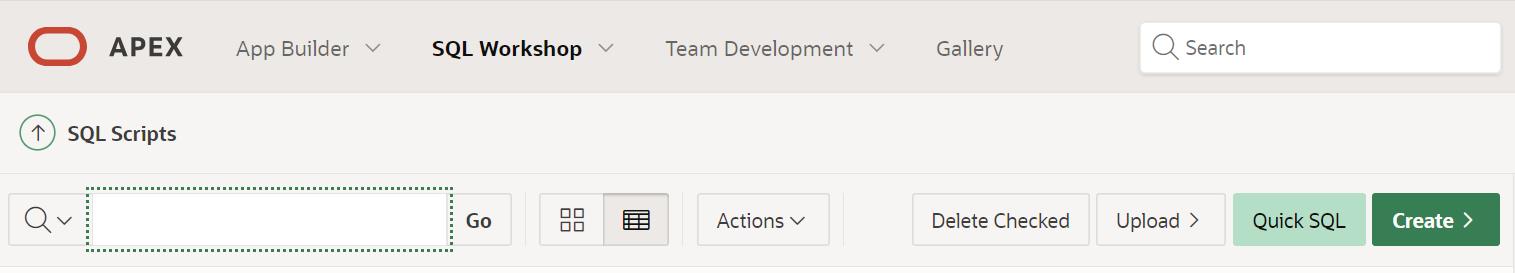 APEX App Builder SQL Workshop Team Development Gallery Search
SQL Scripts
Go Actions Delete Checked Upload Quick SQL Create